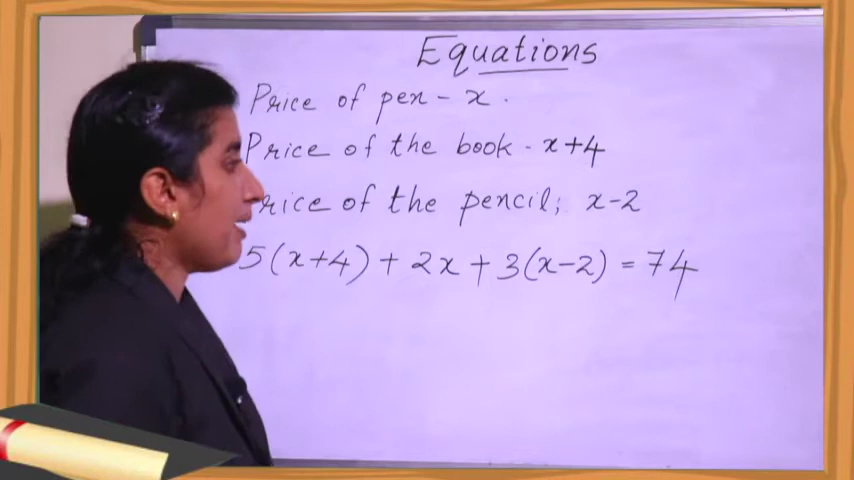 Equations
Price of pen - x.
Price of the book - x+4
rice of the pencil; x-2
5(x+4) + 2x + 3(x-2) = 74